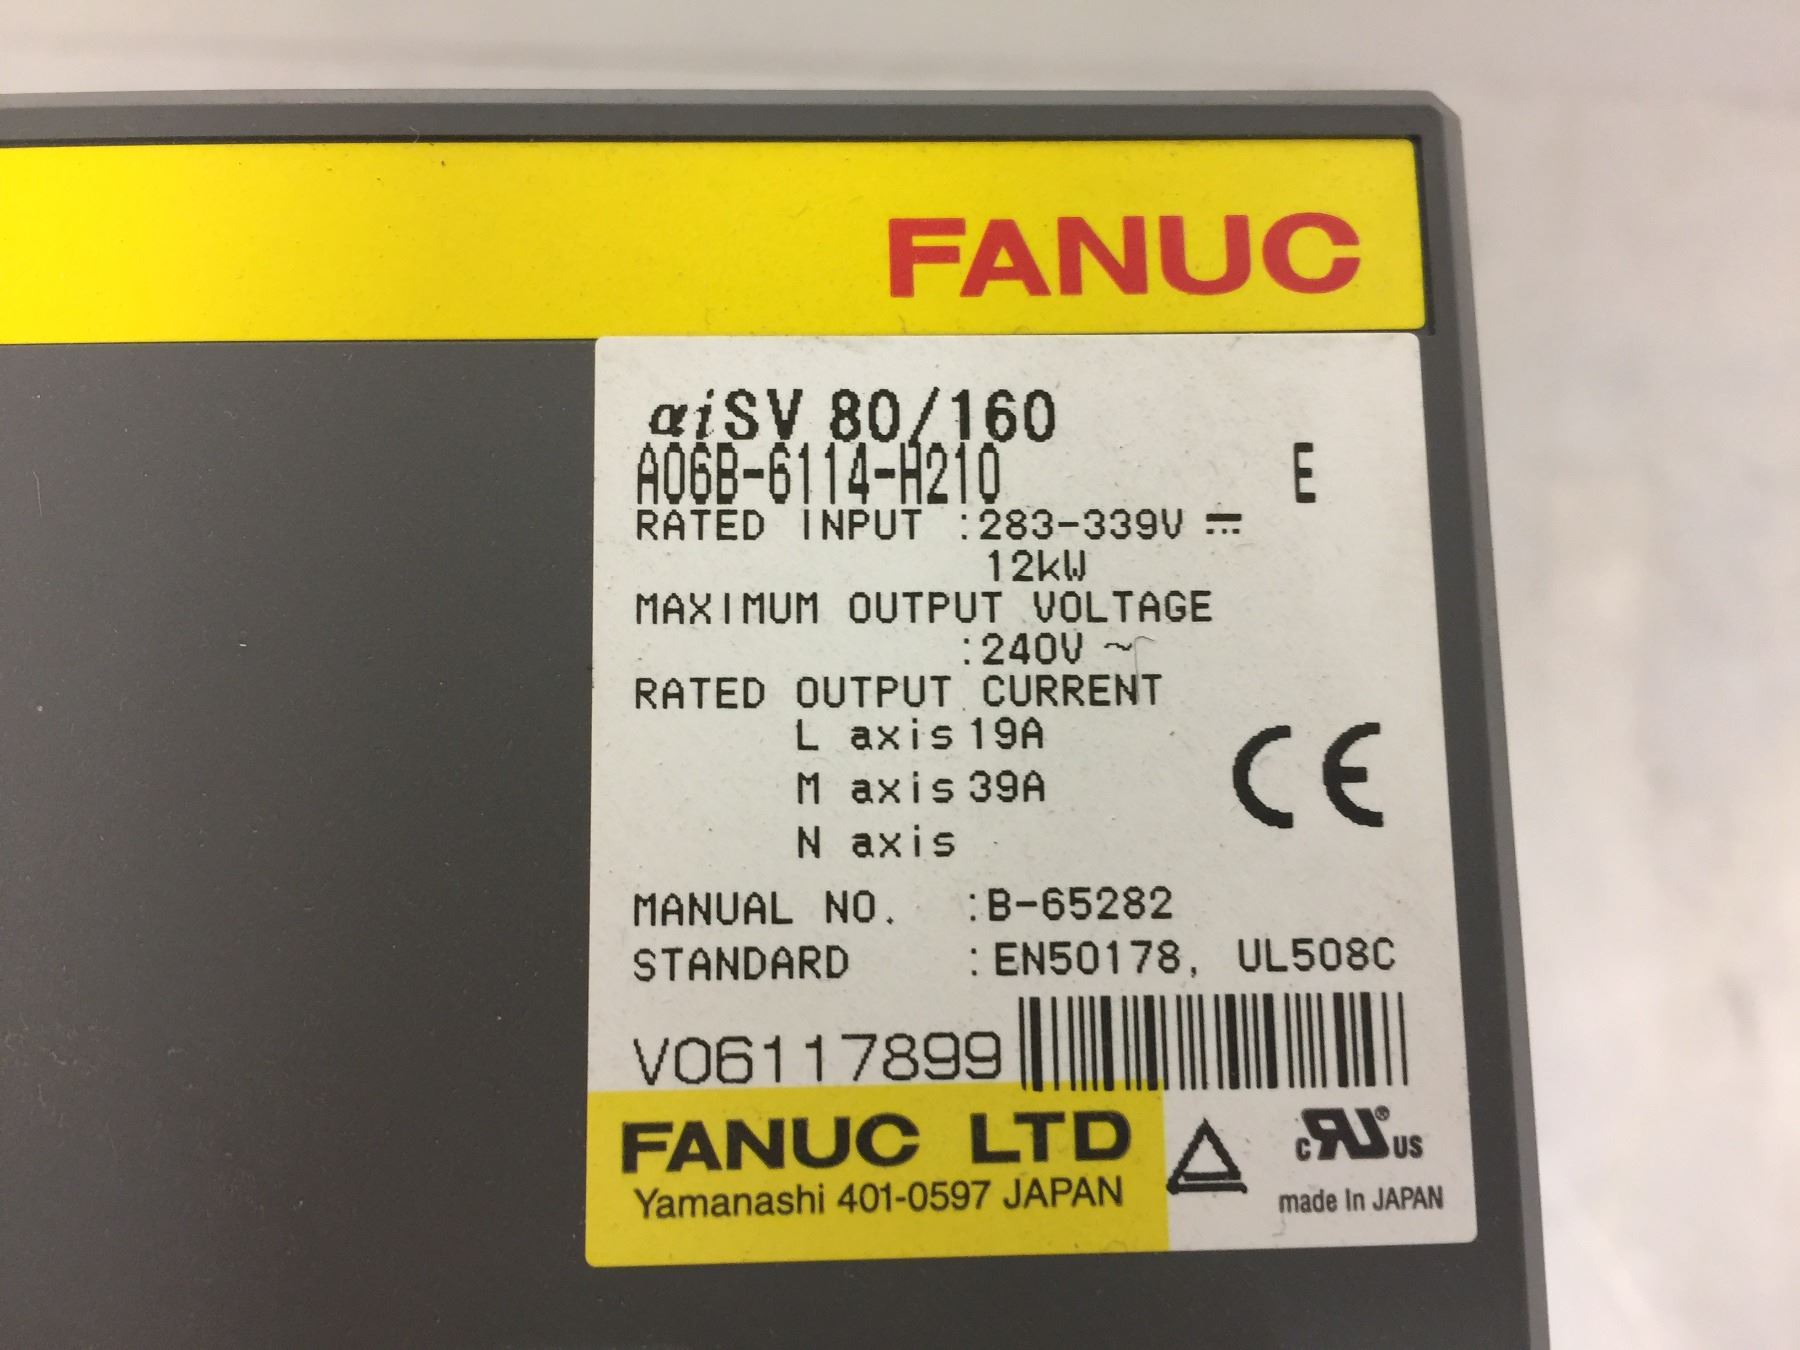 FANUC
αiSV 80/160
A06B-6114-H210 E
RATED INPUT :283-339V ⎓
12kW
MAXIMUM OUTPUT VOLTAGE
:240V ~
RATED OUTPUT CURRENT
L axis 19A
M axis 39A
N axis
CE
MANUAL NO. :B-65282
STANDARD :EN50178, UL508C
V06117899
FANUC LTD
Yamanashi 401-0597 JAPAN
c RU® US
made In JAPAN